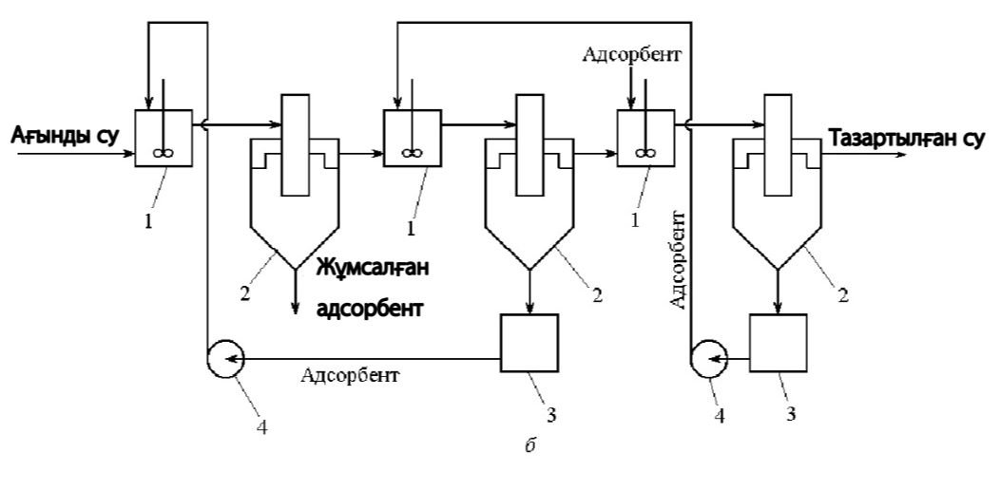 Адсорбент
Ағынды су
Тазартылған су
1
1
1
Адсорбент
2
Жұмсалған
адсорбент
2
2
Адсорбент
4
3
4
3
б